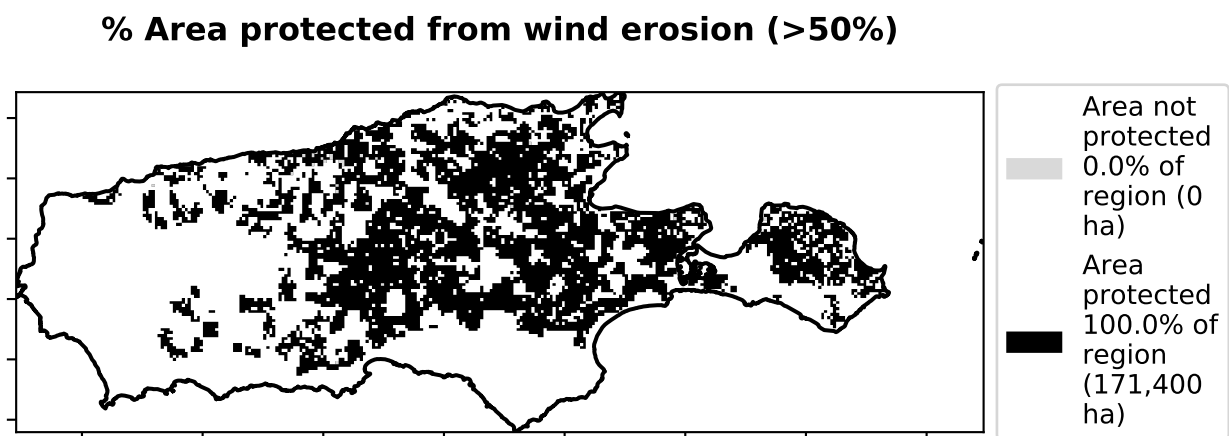 % Area protected from wind erosion (>50%)
Area not
protected
0.0% of
region (0
ha)
Area
protected
100.0% of
region
(171,400
ha)